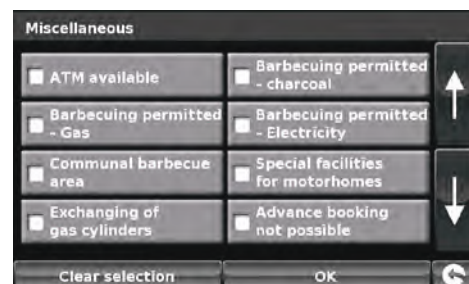 Miscellaneous
ATM available
Barbecuing permitted
- charcoal
Barbecuing permitted
- Gas
Barbecuing permitted
- Electricity
Communal barbecue
area
Special facilities
for motorhomes
Exchanging of
gas cylinders
Advance booking
not possible
Clear selection
OK